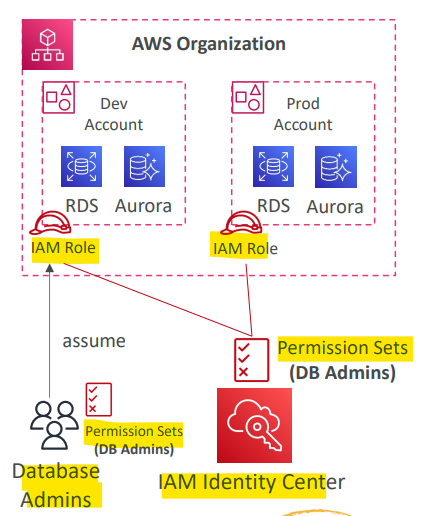 AWS Organization
Dev
Account
RDS
Aurora
IAM Role
Prod
Account
RDS
Aurora
IAM Role
assume
Permission Sets
(DB Admins)
Database
Admins
Permission Sets
(DB Admins)
IAM Identity Center